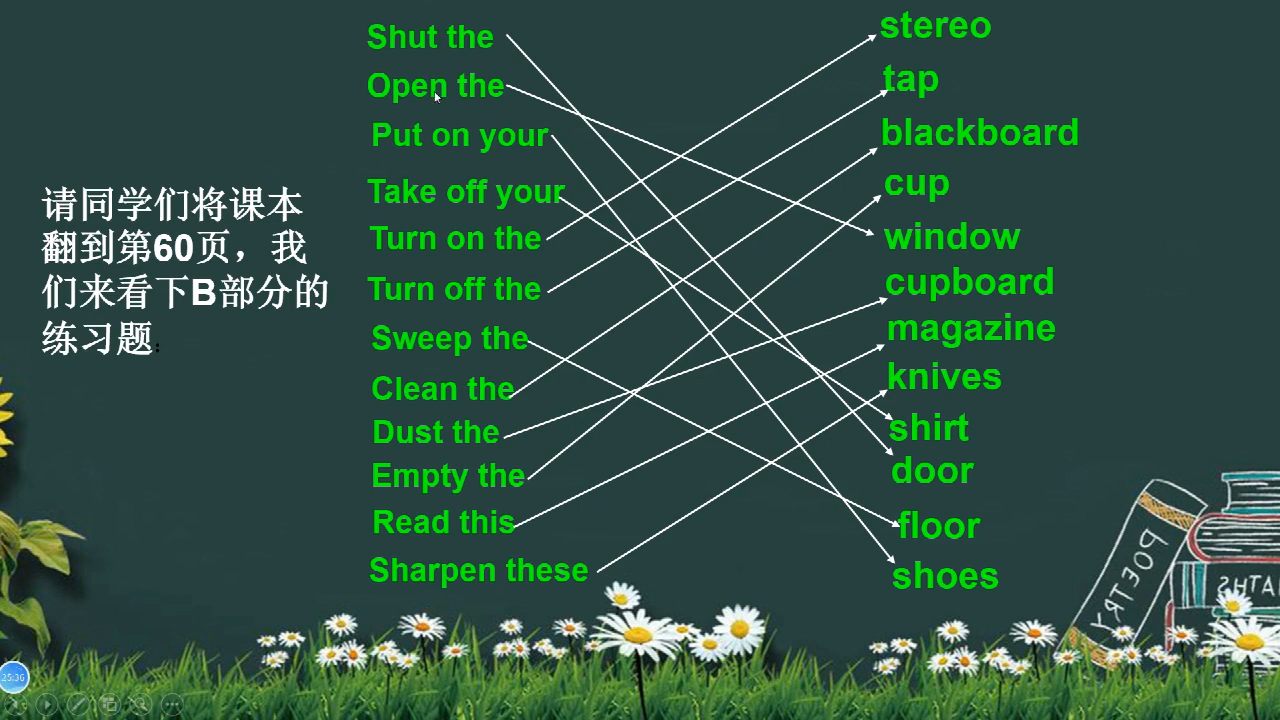 请同学们将课本
翻到第60页，我
们来看下B部分的
练习题：
Shut the
Open the
Put on your
Take off your
Turn on the
Turn off the
Sweep the
Clean the
Dust the
Empty the
Read this
Sharpen these
stereo
tap
blackboard
cup
window
cupboard
magazine
knives
shirt
door
floor
shoes
POETRY
MATHS
25:36